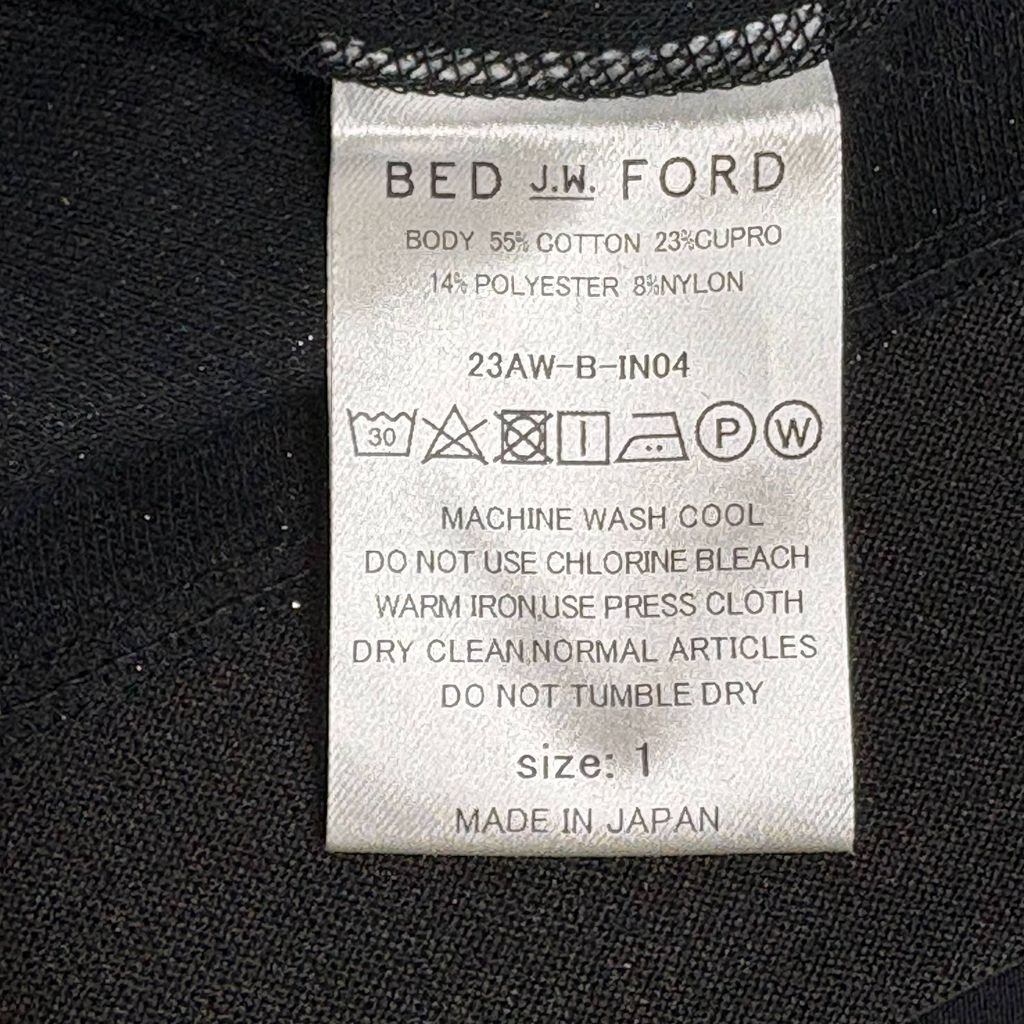 BED J.W. FORD
BODY 55% COTTON 23%CUPRO
14% POLYESTER 8%NYLON
23AW-B-IN04
30 P W
MACHINE WASH COOL
DO NOT USE CHLORINE BLEACH
WARM IRON,USE PRESS CLOTH
DRY CLEAN,NORMAL ARTICLES
DO NOT TUMBLE DRY
size: 1
MADE IN JAPAN